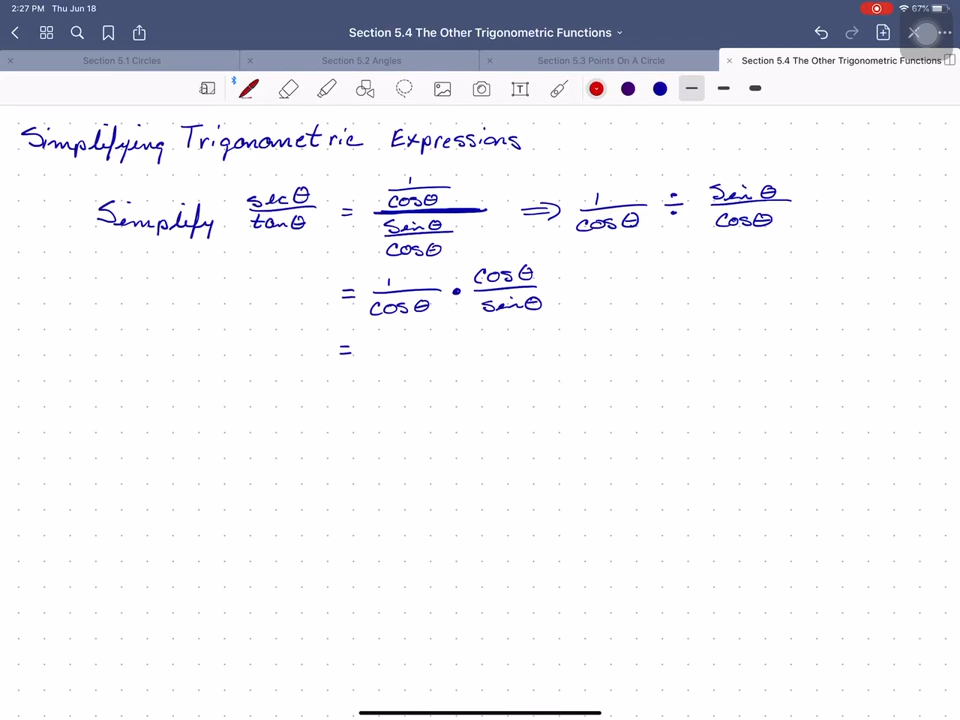 2:27 PM Thu Jun 18
67%
Section 5.4 The Other Trigonometric Functions
Section 5.1 Circles
Section 5.2 Angles
Section 5.3 Points On A Circle
Section 5.4 The Other Trigonometric Functions
Simplifying Trigonometric Expressions
Simplify secθ/tanθ = (1/cosθ)/(sinθ/cosθ) ⇒ 1/cosθ ÷ sinθ/cosθ
= 1/cosθ • cosθ/sinθ
=